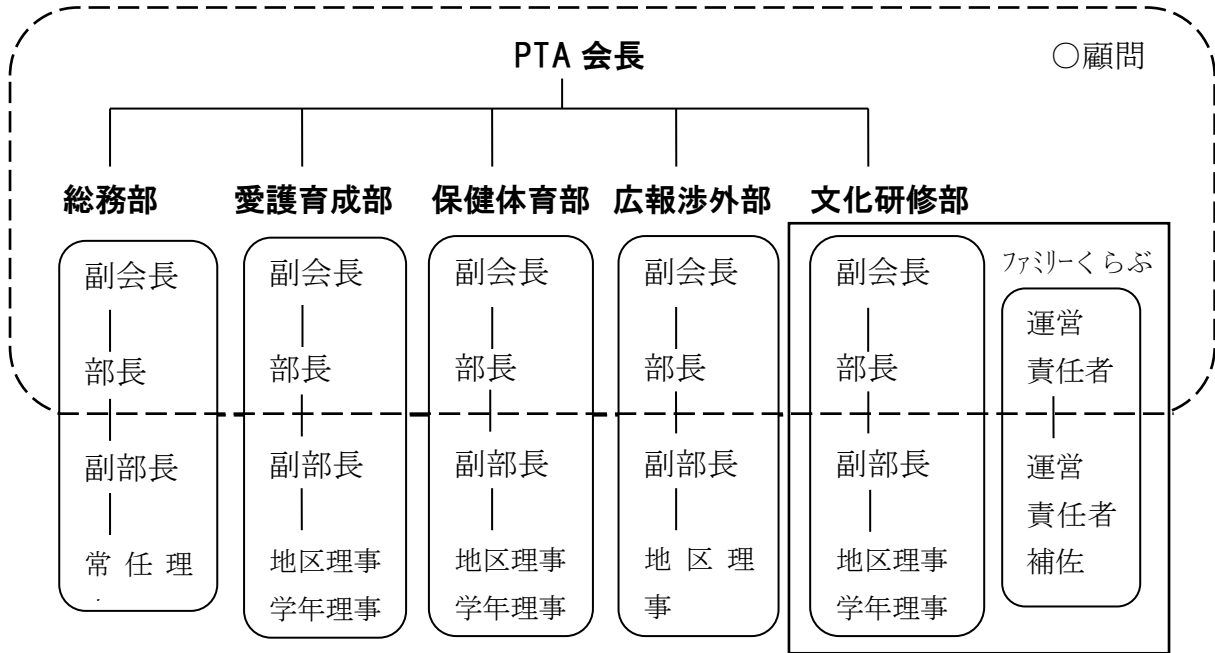 PTA 会長
○顧問
総務部
愛護育成部
保健体育部
広報渉外部
文化研修部
副会長
部長
副部長
常 任 理
副会長
部長
副部長
地区理事
学年理事
副会長
部長
副部長
地区理事
学年理事
副会長
部長
副部長
地 区 理
事
副会長
部長
副部長
地区理事
学年理事
ファミリーくらぶ
運営
責任者
運営
責任者
補佐